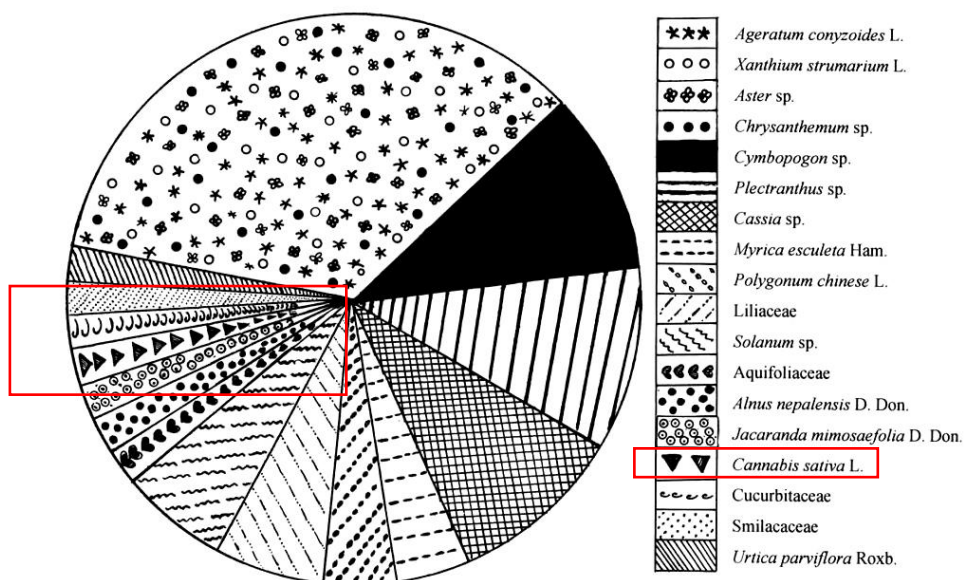 Ageratum conyzoides L.
Xanthium strumarium L.
Aster sp.
Chrysanthemum sp.
Cymbopogon sp.
Plectranthus sp.
Cassia sp.
Myrica esculeta Ham.
Polygonum chinese L.
Liliaceae
Solanum sp.
Aquifoliaceae
Alnus nepalensis D. Don.
Jacaranda mimosaefolia D. Don.
Cannabis sativa L.
Cucurbitaceae
Smilacaceae
Urtica parviflora Roxb.